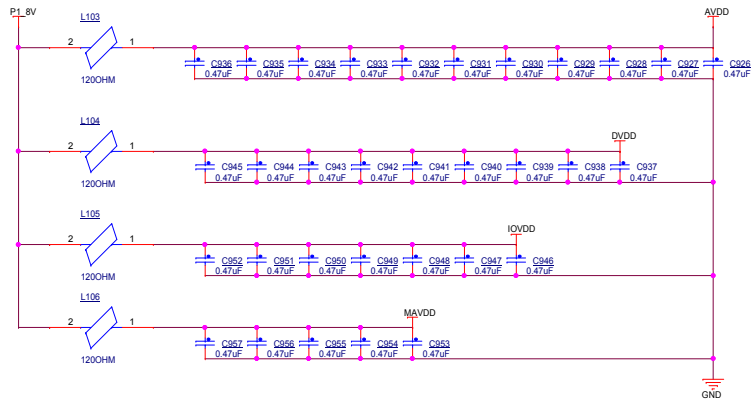 P1_8V
L103
AVDD
2
1
120OHM
C936
C935
C934
C933
C932
C931
C930
C929
C928
C927
C926
0.47uF
0.47uF
0.47uF
0.47uF
0.47uF
0.47uF
0.47uF
0.47uF
0.47uF
0.47uF
0.47uF
L104
DVDD
2
1
120OHM
C945
C944
C943
C942
C941
C940
C939
C938
C937
0.47uF
0.47uF
0.47uF
0.47uF
0.47uF
0.47uF
0.47uF
0.47uF
0.47uF
L105
IOVDD
2
1
120OHM
C952
C951
C950
C949
C948
C947
C946
0.47uF
0.47uF
0.47uF
0.47uF
0.47uF
0.47uF
0.47uF
L106
MAVDD
2
1
120OHM
C957
C956
C955
C954
C953
0.47uF
0.47uF
0.47uF
0.47uF
0.47uF
GND